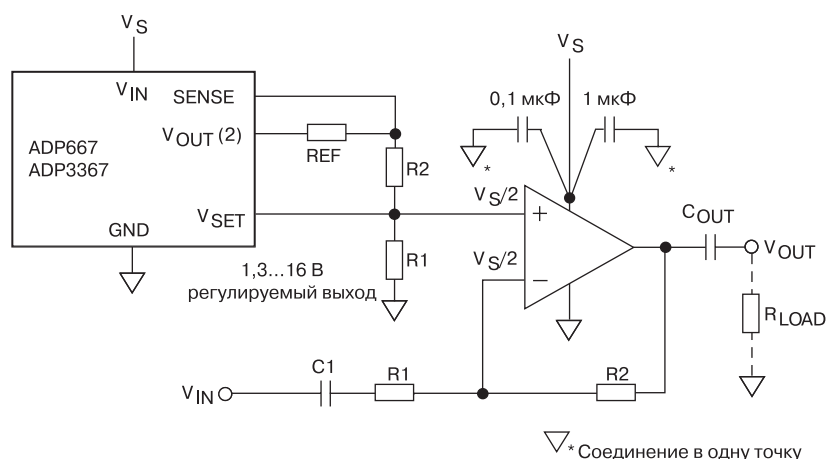 VS
VIN
SENSE
VOUT (2)
ADP667
ADP3367
REF
R2
VSET
GND
R1
1,3...16 В
регулируемый выход
VS
0,1 мкФ
1 мкФ
*
*
VS/2
+
VS/2
−
COUT
VOUT
RLOAD
VIN
C1
R1
R2
* Соединение в одну точку